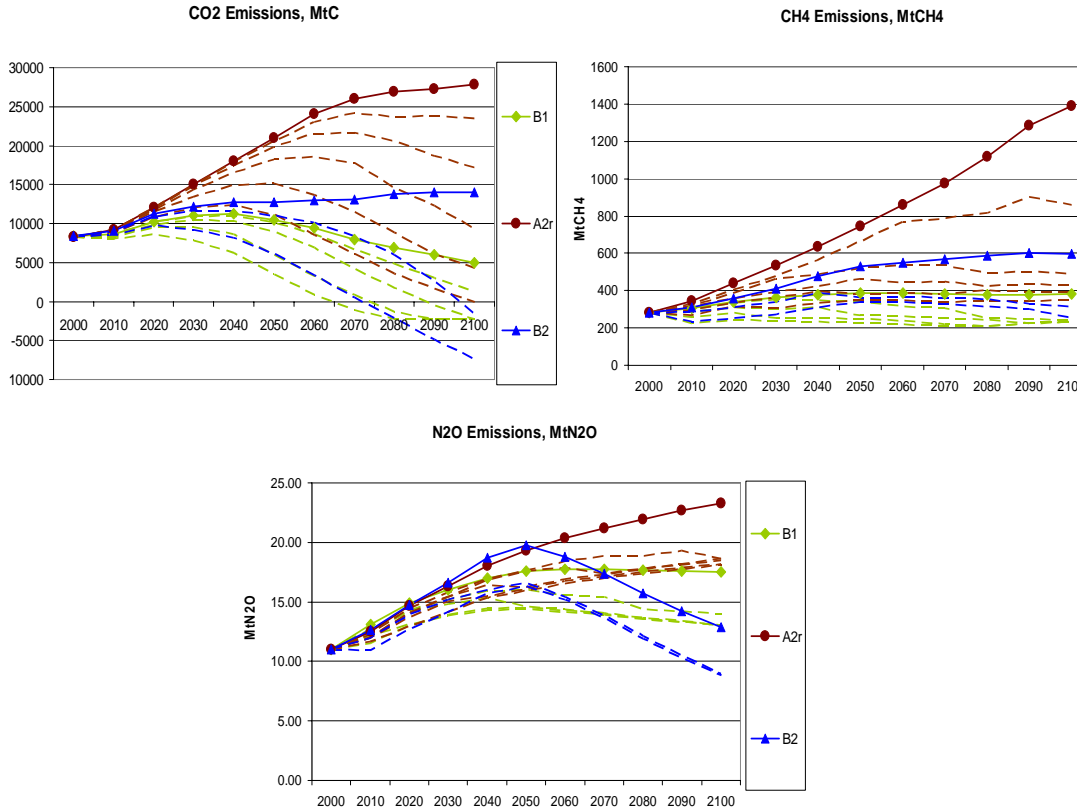 CO2 Emissions, MtC
30000
25000
20000
15000
10000
5000
0
-5000
10000
2000 2010 2020 2030 2040 2050 2060 2070 2080 2090 2100
B1
A2r
B2
CH4 Emissions, MtCH4
MtCH4
1600
1400
1200
1000
800
600
400
200
0
2000 2010 2020 2030 2040 2050 2060 2070 2080 2090 210
N2O Emissions, MtN2O
MtN2O
25.00
20.00
15.00
10.00
5.00
0.00
2000 2010 2020 2030 2040 2050 2060 2070 2080 2090 2100
B1
A2r
B2